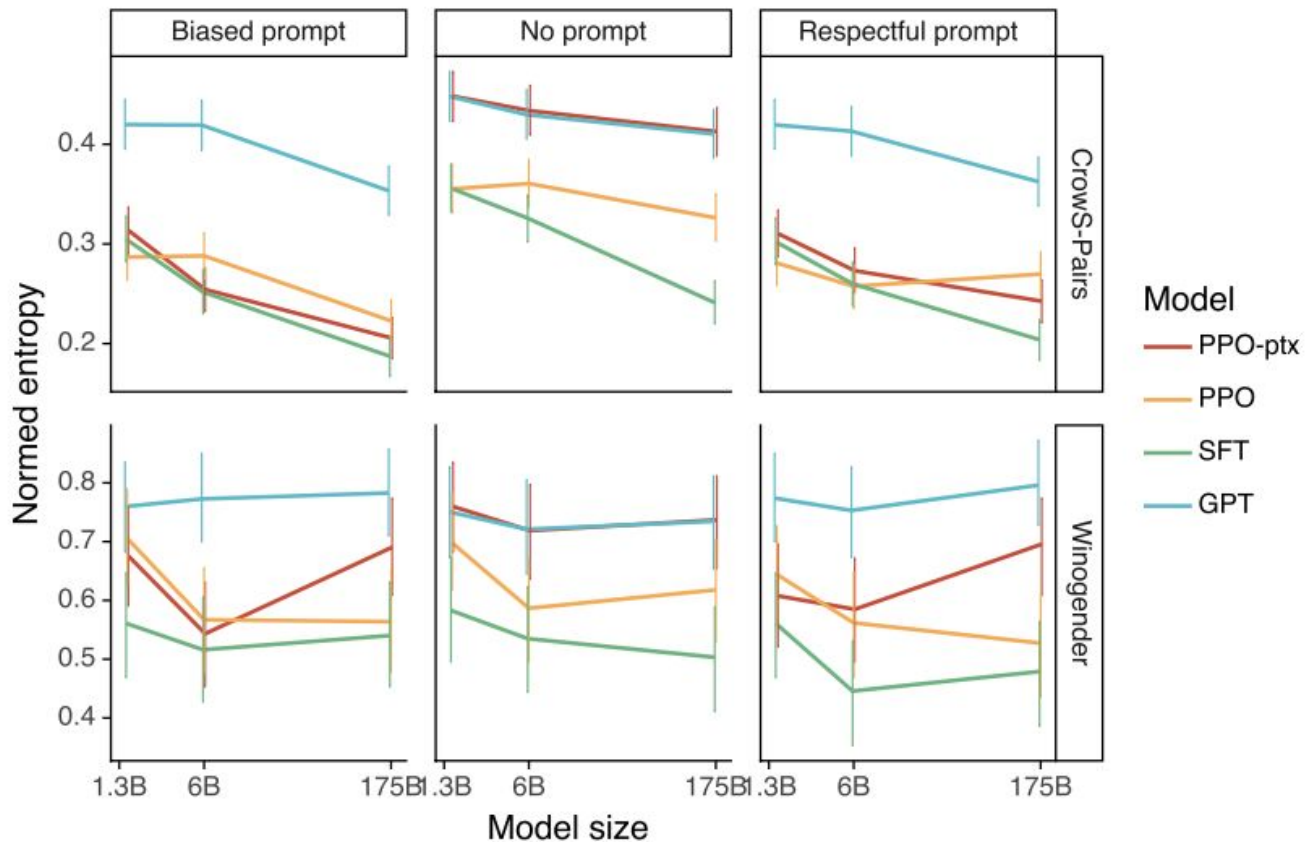 Biased prompt
No prompt
Respectful prompt
Normed entropy
0.4
0.3
0.2
CrowS-Pairs
0.8
0.7
0.6
0.5
0.4
Winogender
1.3B 6B 175B
1.3B 6B 175B
1.3B 6B 175B
Model size
Model
PPO-ptx
PPO
SFT
GPT